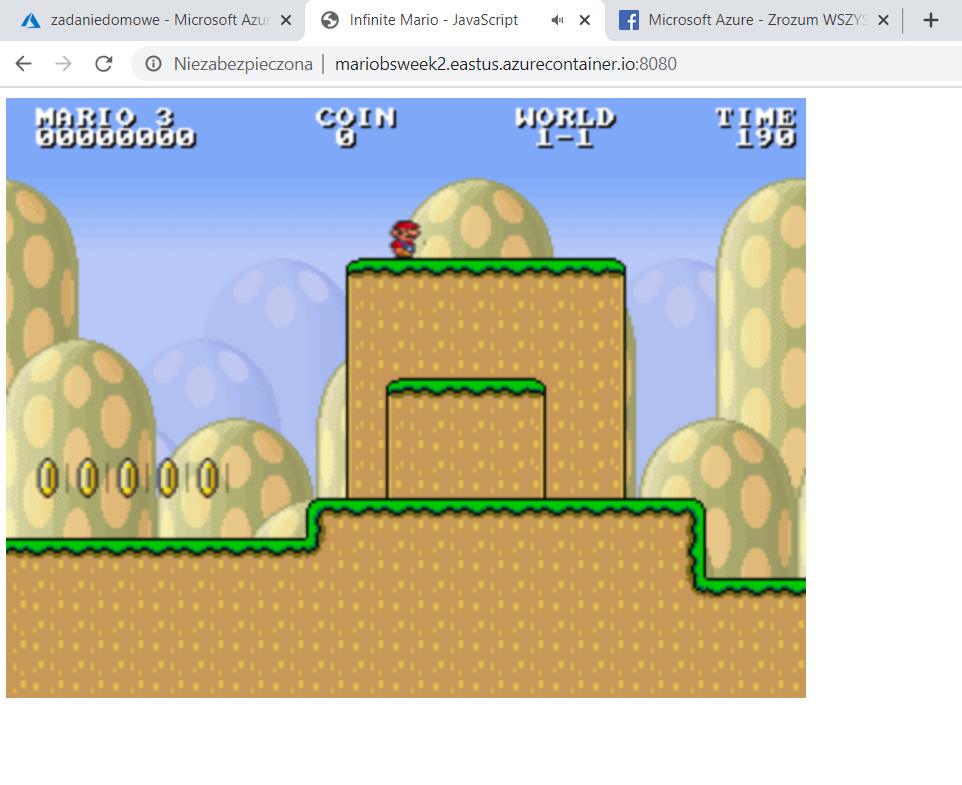 zadaniedomowe - Microsoft Azu
Infinite Mario - JavaScript
Microsoft Azure - Zrozum WSZYS
Niezabezpieczona | mariobsweek2.eastus.azurecontainer.io:8080
MARIO 3 COIN WORLD TIME
00000000 0 1-1 190